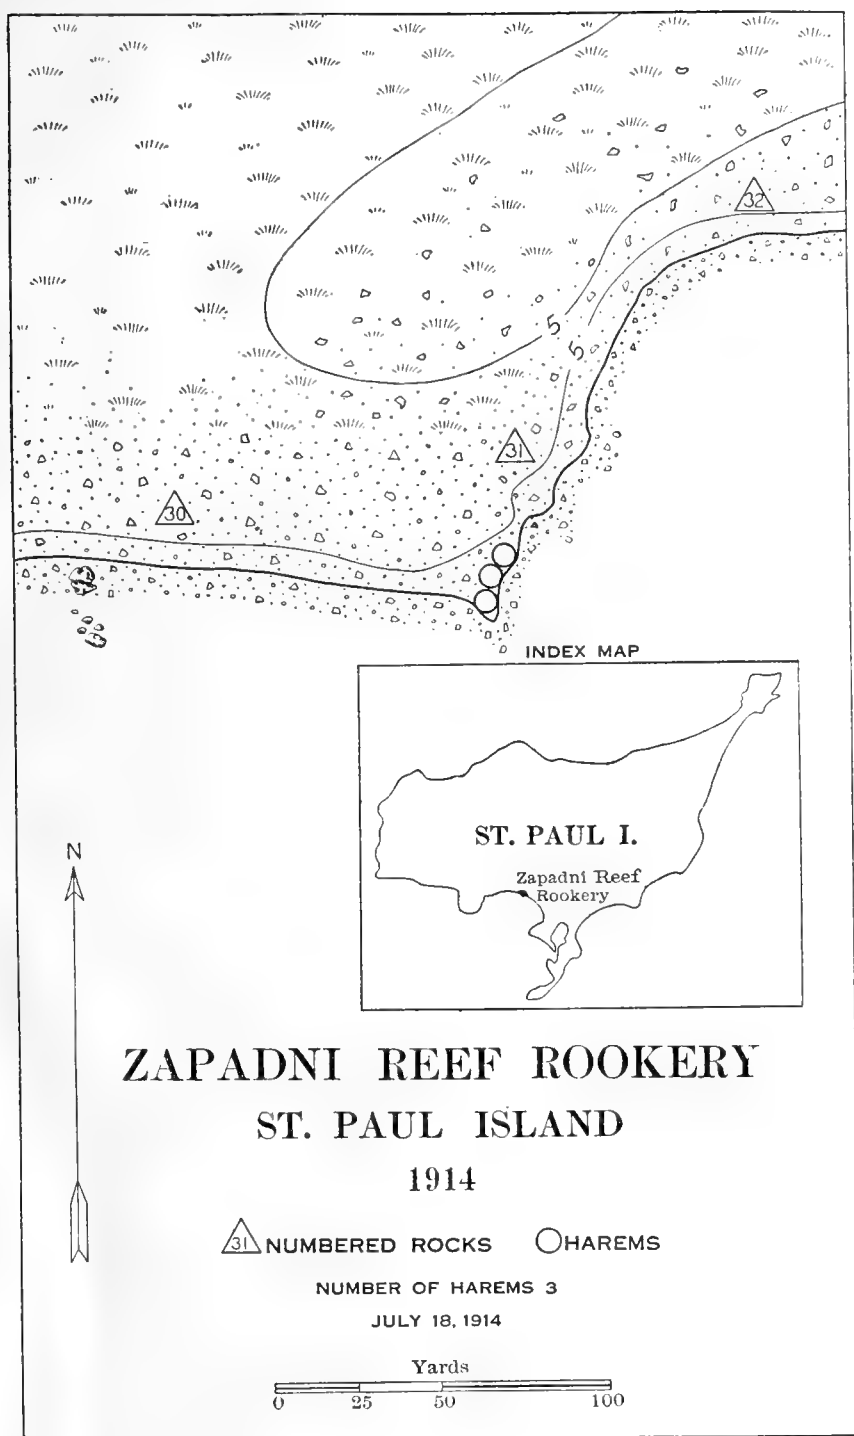 32
5
5
31
30
INDEX MAP
ST. PAUL I.
Zapadni Reef
Rookery
N
ZAPADNI REEF ROOKERY
ST. PAUL ISLAND
1914
31 NUMBERED ROCKS HAREMS
NUMBER OF HAREMS 3
JULY 18, 1914
Yards
0 25 50 100